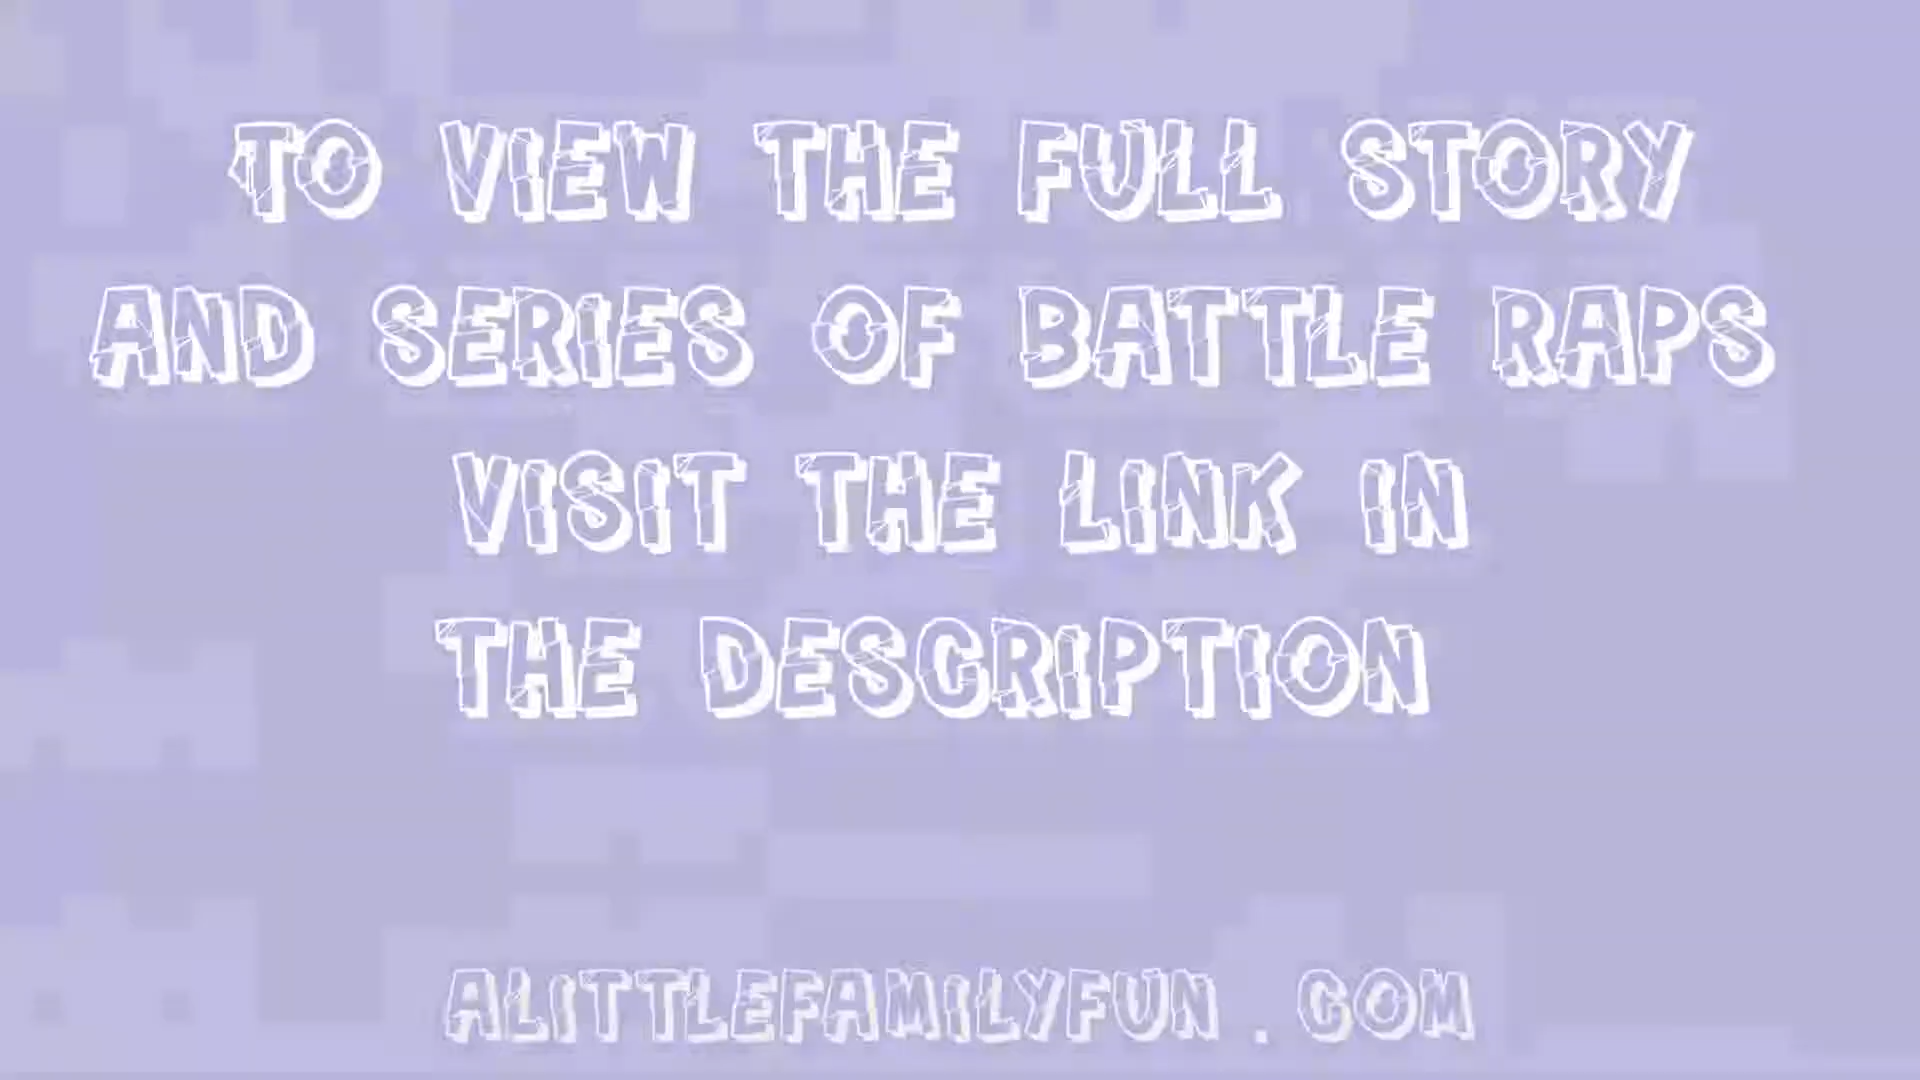 TO VIEW THE FULL STORY
AND SERIES OF BATTLE RAPS
VISIT THE LINK IN
THE DESCRIPTION
ALITTLEFAMILYFUN.COM